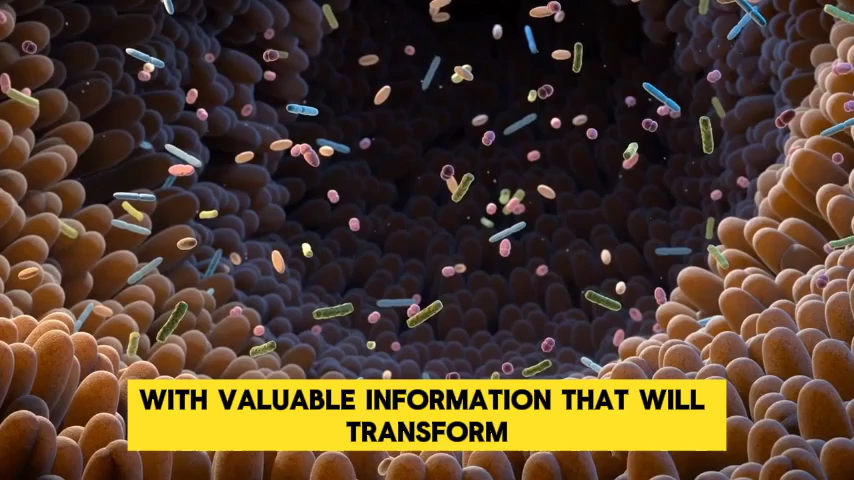 WITH VALUABLE INFORMATION THAT WILL
TRANSFORM